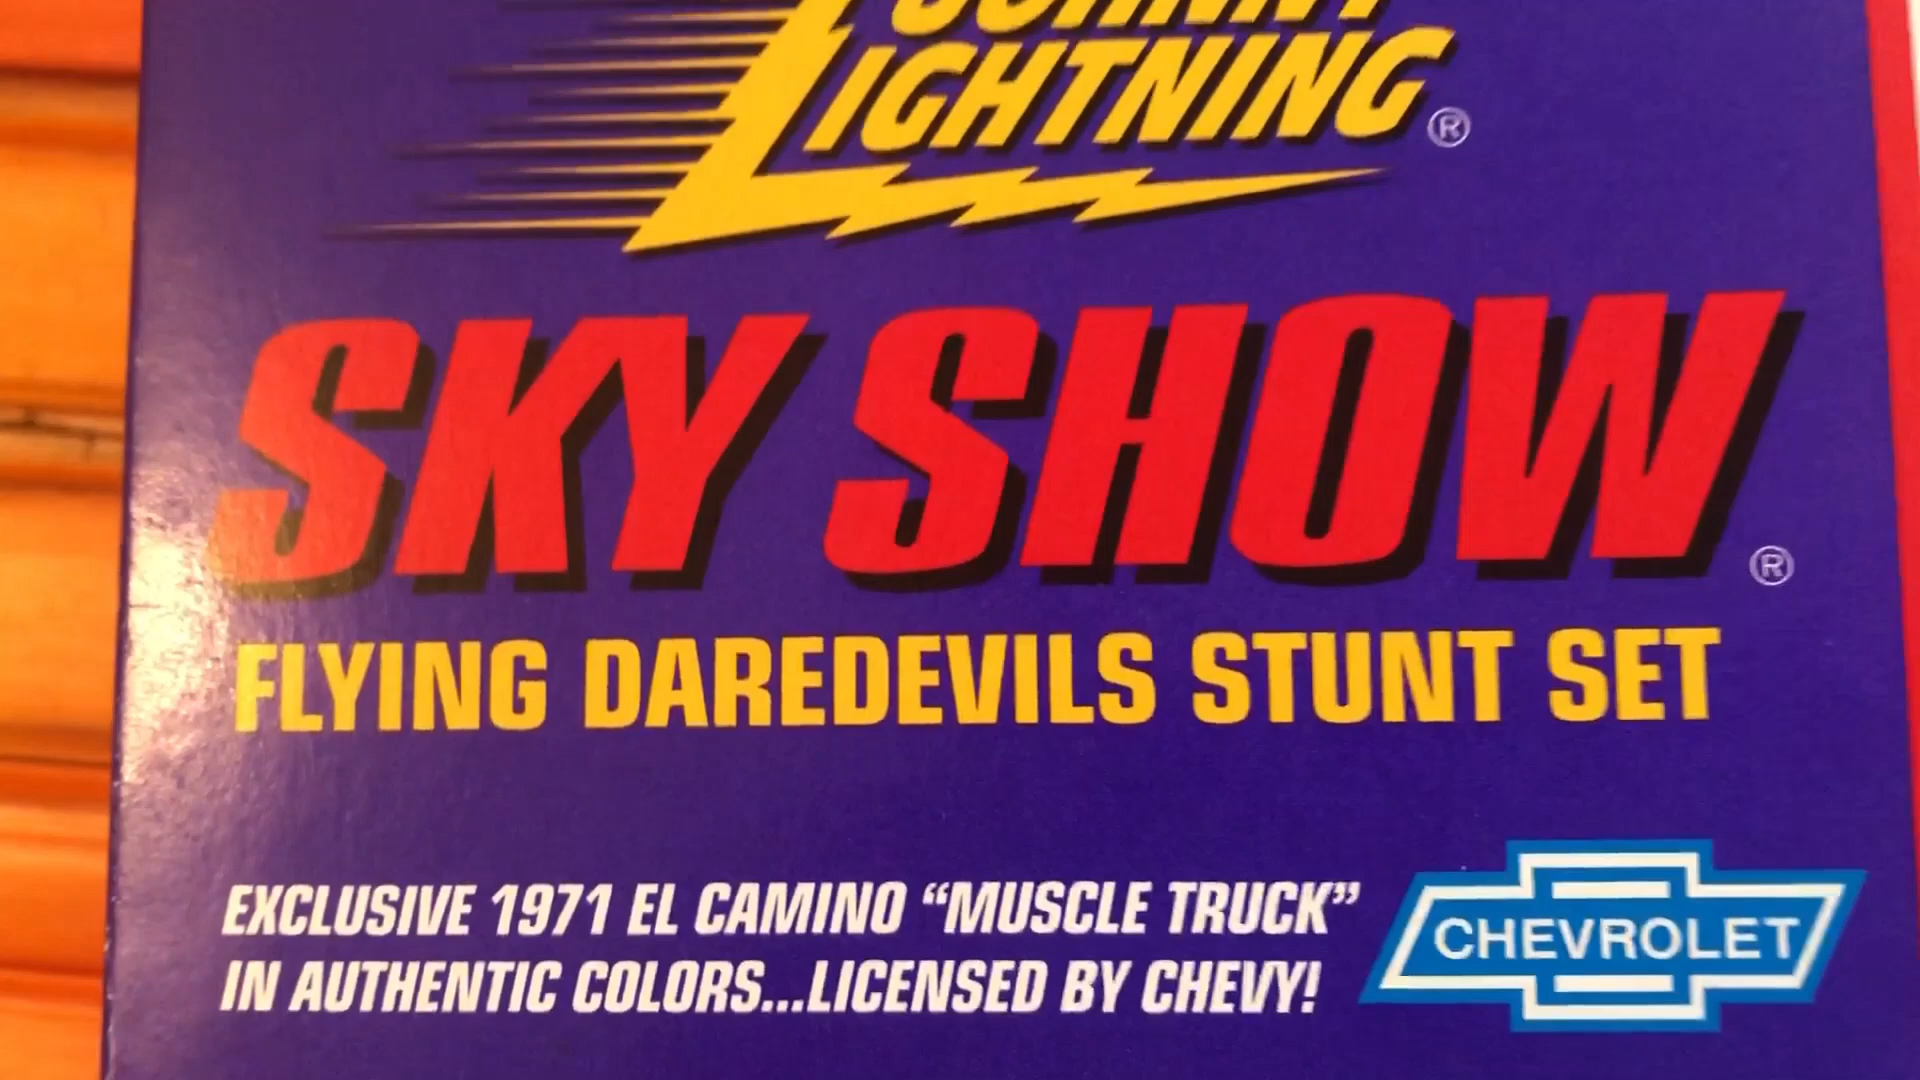 JOHNNY
LIGHTNING®
SKY SHOW®
FLYING DAREDEVILS STUNT SET
EXCLUSIVE 1971 EL CAMINO “MUSCLE TRUCK”
IN AUTHENTIC COLORS...LICENSED BY CHEVY!
CHEVROLET